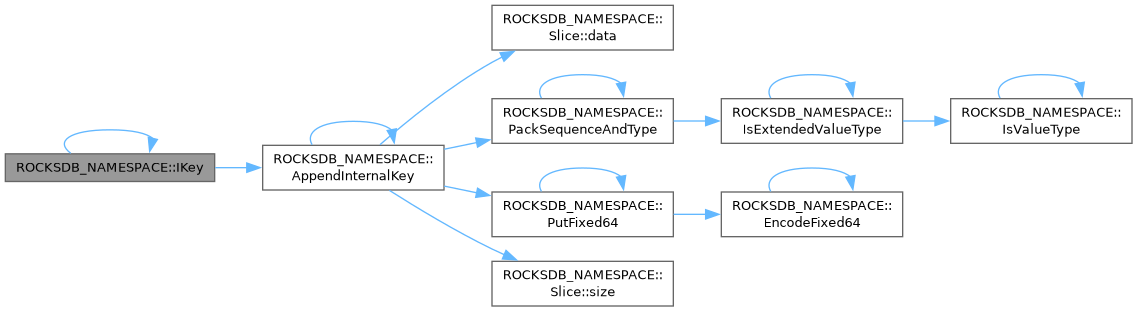 ROCKSDB_NAMESPACE::IKey
ROCKSDB_NAMESPACE::
AppendInternalKey
ROCKSDB_NAMESPACE::
Slice::data
ROCKSDB_NAMESPACE::
PackSequenceAndType
ROCKSDB_NAMESPACE::
IsExtendedValueType
ROCKSDB_NAMESPACE::
IsValueType
ROCKSDB_NAMESPACE::
PutFixed64
ROCKSDB_NAMESPACE::
EncodeFixed64
ROCKSDB_NAMESPACE::
Slice::size